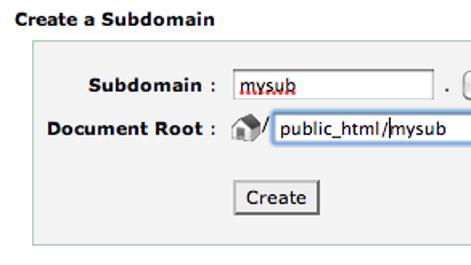 Create a Subdomain
Subdomain : mysub .
Document Root : / public_html/mysub
Create